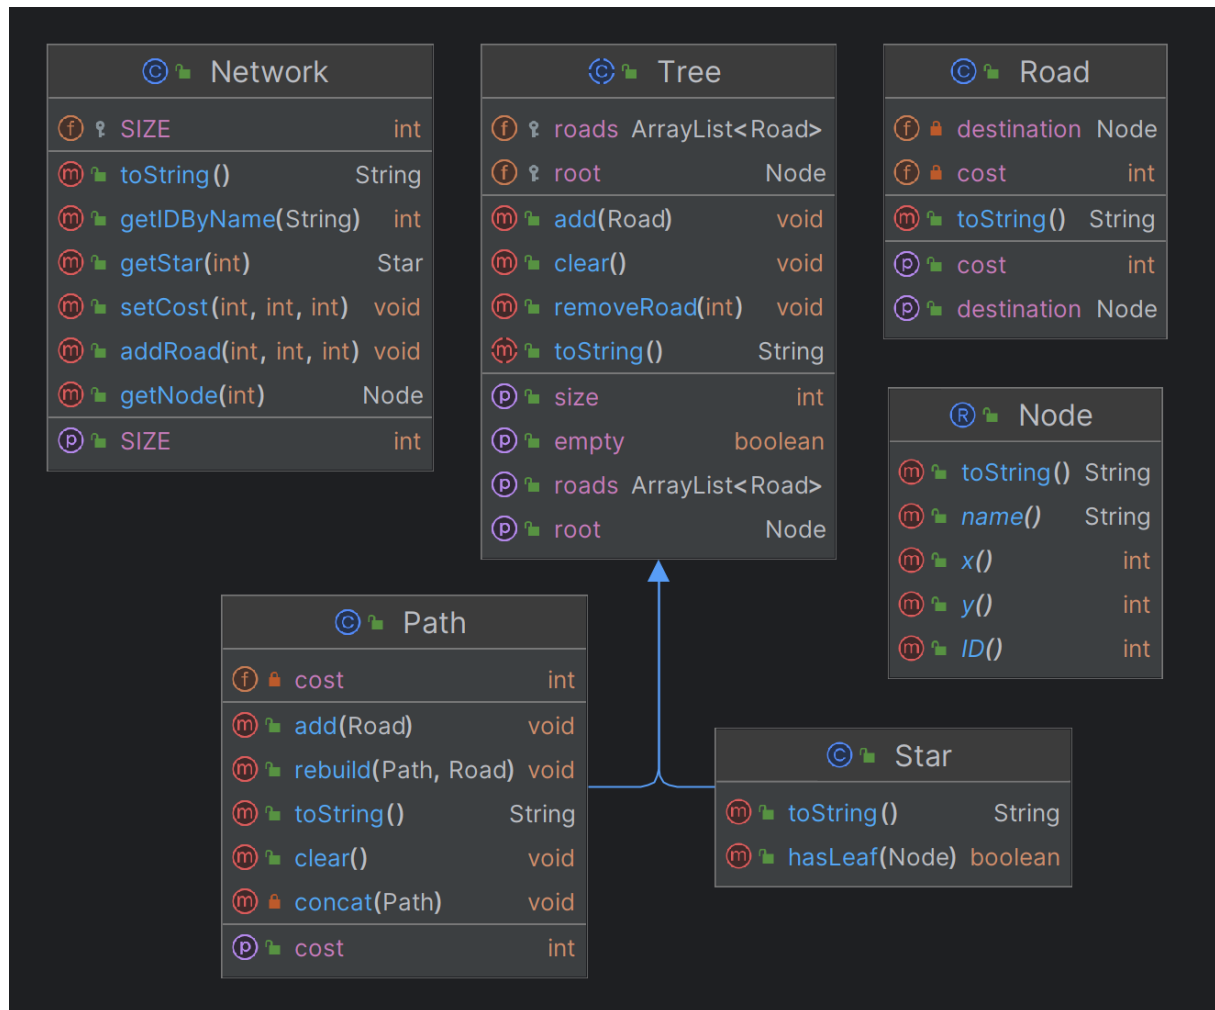 Network
SIZE int
toString() String
getIDByName(String) int
getStar(int) Star
setCost(int, int, int) void
addRoad(int, int, int) void
getNode(int) Node
SIZE int
Tree
roads ArrayList<Road>
root Node
add(Road) void
clear() void
removeRoad(int) void
toString() String
size int
empty boolean
roads ArrayList<Road>
root Node
Road
destination Node
cost int
toString() String
cost int
destination Node
Node
toString() String
name() String
x() int
y() int
ID() int
Path
cost int
add(Road) void
rebuild(Path, Road) void
toString() String
clear() void
concat(Path) void
cost int
Star
toString() String
hasLeaf(Node) boolean